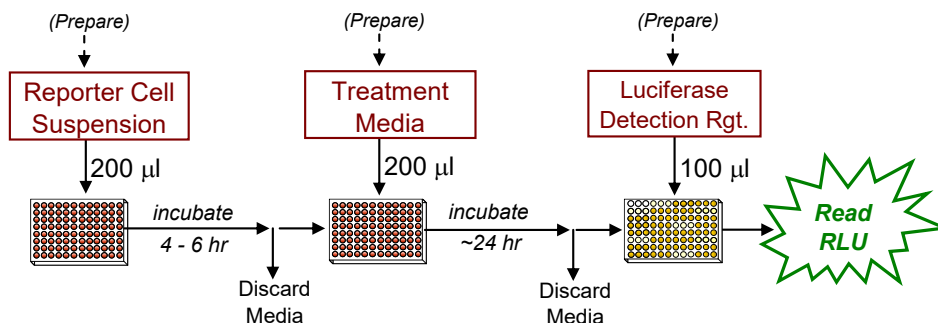 (Prepare)
(Prepare)
(Prepare)
Reporter Cell
Suspension
Treatment
Media
Luciferase
Detection Rgt.
200 µl
200 µl
100 µl
incubate
4 - 6 hr
incubate
~24 hr
Read
RLU
Discard
Media
Discard
Media